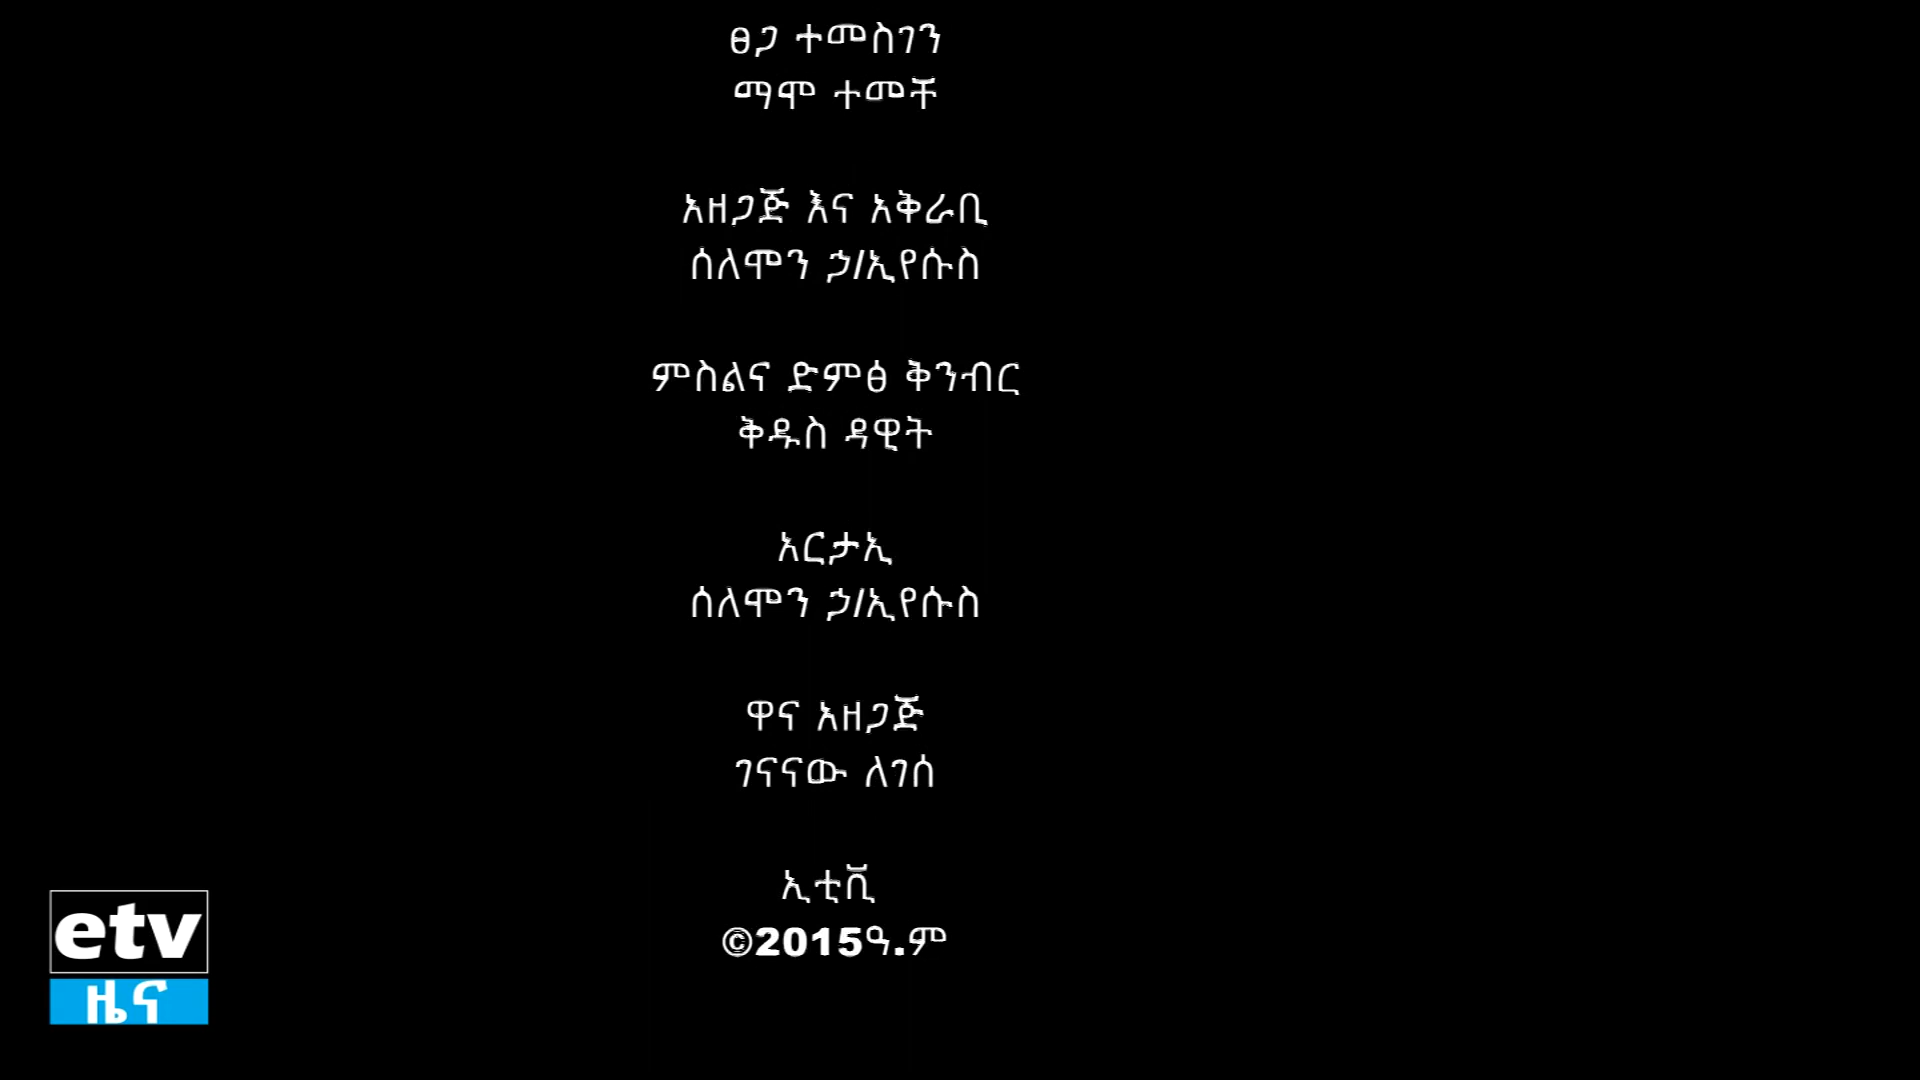 ፀጋ ተመስገን
ማሞ ተመቸ
አዘጋጅ እና አቅራቢ
ሰለሞን ኃ/ኢየሱስ
ምስልና ድምፅ ቅንብር
ቅዱስ ዳዊት
አርታኢ
ሰለሞን ኃ/ኢየሱስ
ዋና አዘጋጅ
ገናናው ለገሰ
ኢቲቪ
©2015ዓ.ም
etv
ዜና